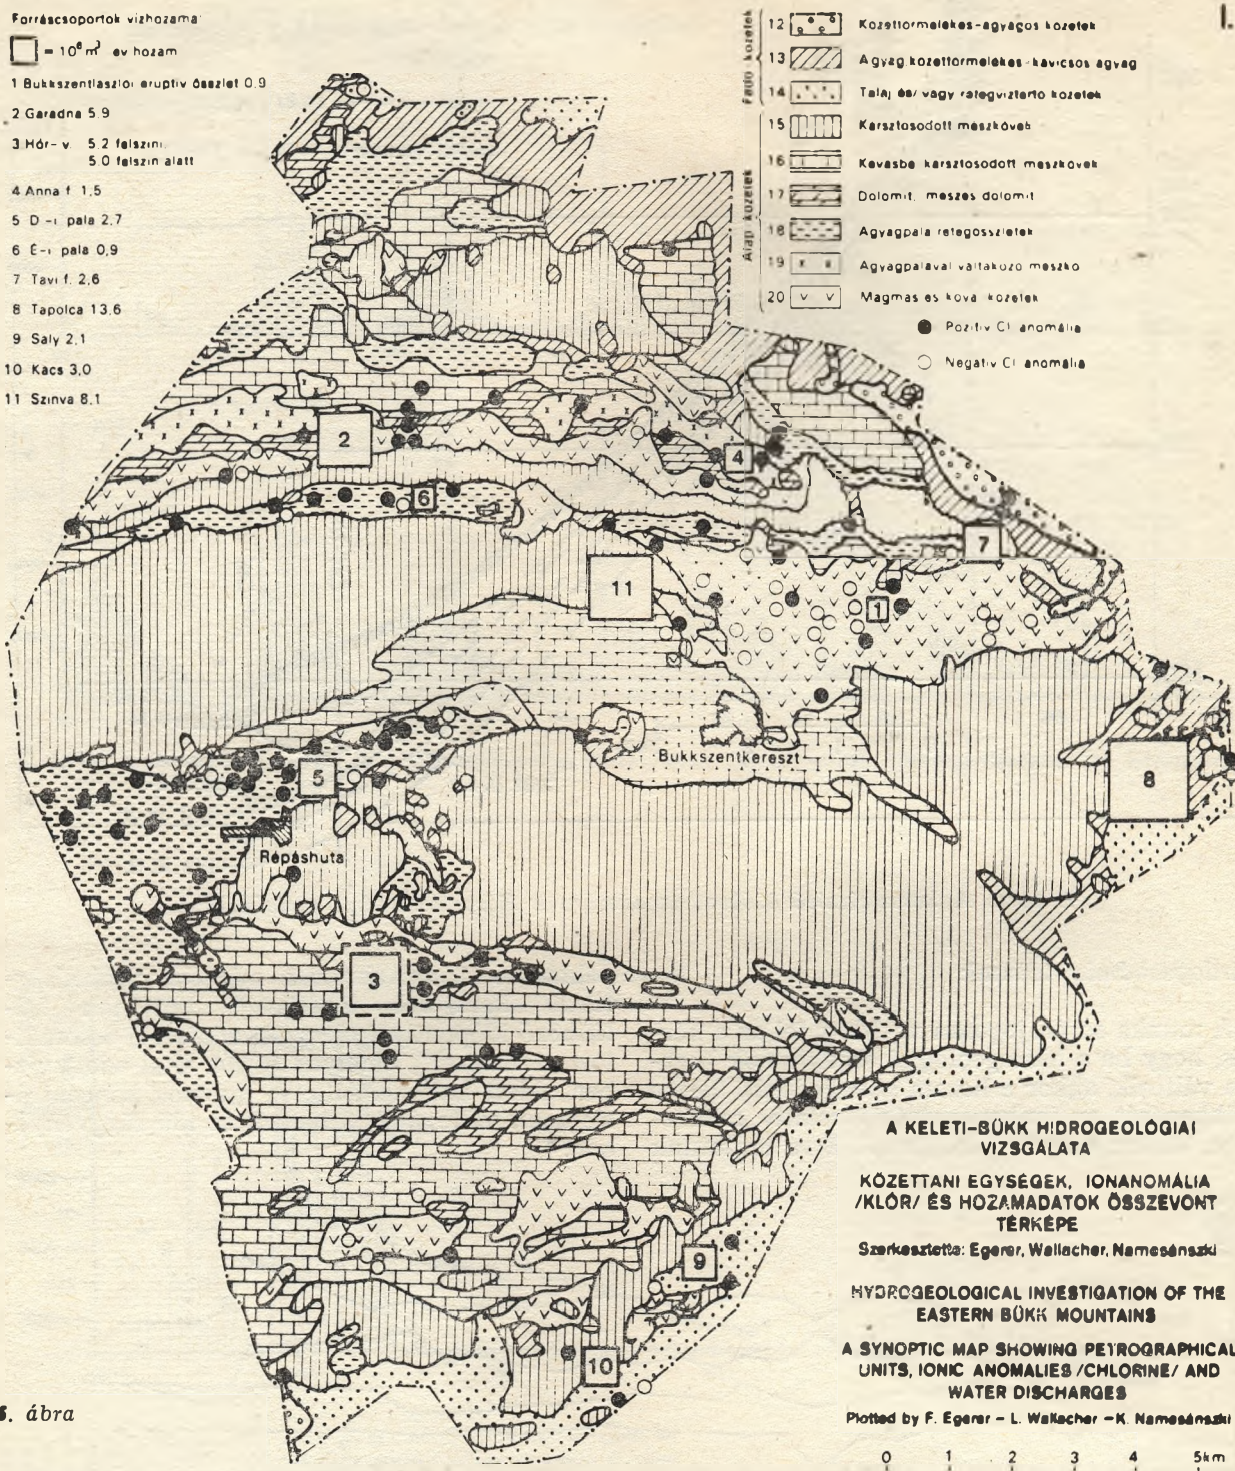 Forráscsoportok vízhozama:
= 10⁶ m³ év hozam
1 Bükkszentlászlói eruptív összlet 0,9
2 Garadna 5,9
3 Hór-v. 5,2 felszíni
5,0 felszín alatt
4 Anna f. 1,5
5 D-i pala 2,7
6 É-i pala 0,9
7 Tavi f. 2,6
8 Tapolca 13,6
9 Sály 2,1
10 Kács 3,0
11 Szinva 8,1
I.
Fedő kőzetek
12 Kőzettörmelékes-agyagos kőzetek
13 Agyag, kőzettörmelékes-kavicsos agyag
14 Talaj és/vagy rétegvíztartó kőzetek
Alap kőzetek
15 Karsztosodott mészkövek
16 Kevésbé karsztosodott mészkövek
17 Dolomit, meszes dolomit
18 Agyagpala rétegösszletek
19 Agyagpalával váltakozó mészkő
20 Magmás és kova kőzetek
Pozitív Cl anomália
Negatív Cl anomália
2
4
6
7
11
1
Bükkszentkereszt
8
5
Répáshuta
3
9
10
A KELETI-BÜKK HIDROGEOLÓGIAI
VIZSGÁLATA
KŐZETTANI EGYSÉGEK, IONANOMÁLIA
/KLÓR/ ÉS HOZAMADATOK ÖSSZEVONT
TÉRKÉPE
Szerkesztette: Egerer, Wallacher, Namesánszki
HYDROGEOLOGICAL INVESTIGATION OF THE
EASTERN BÜKK MOUNTAINS
A SYNOPTIC MAP SHOWING PETROGRAPHICAL
UNITS, IONIC ANOMALIES /CHLORINE/ AND
WATER DISCHARGES
Plotted by F. Egerer – L. Wallacher – K. Namesánszki
0 1 2 3 4 5km
ábra